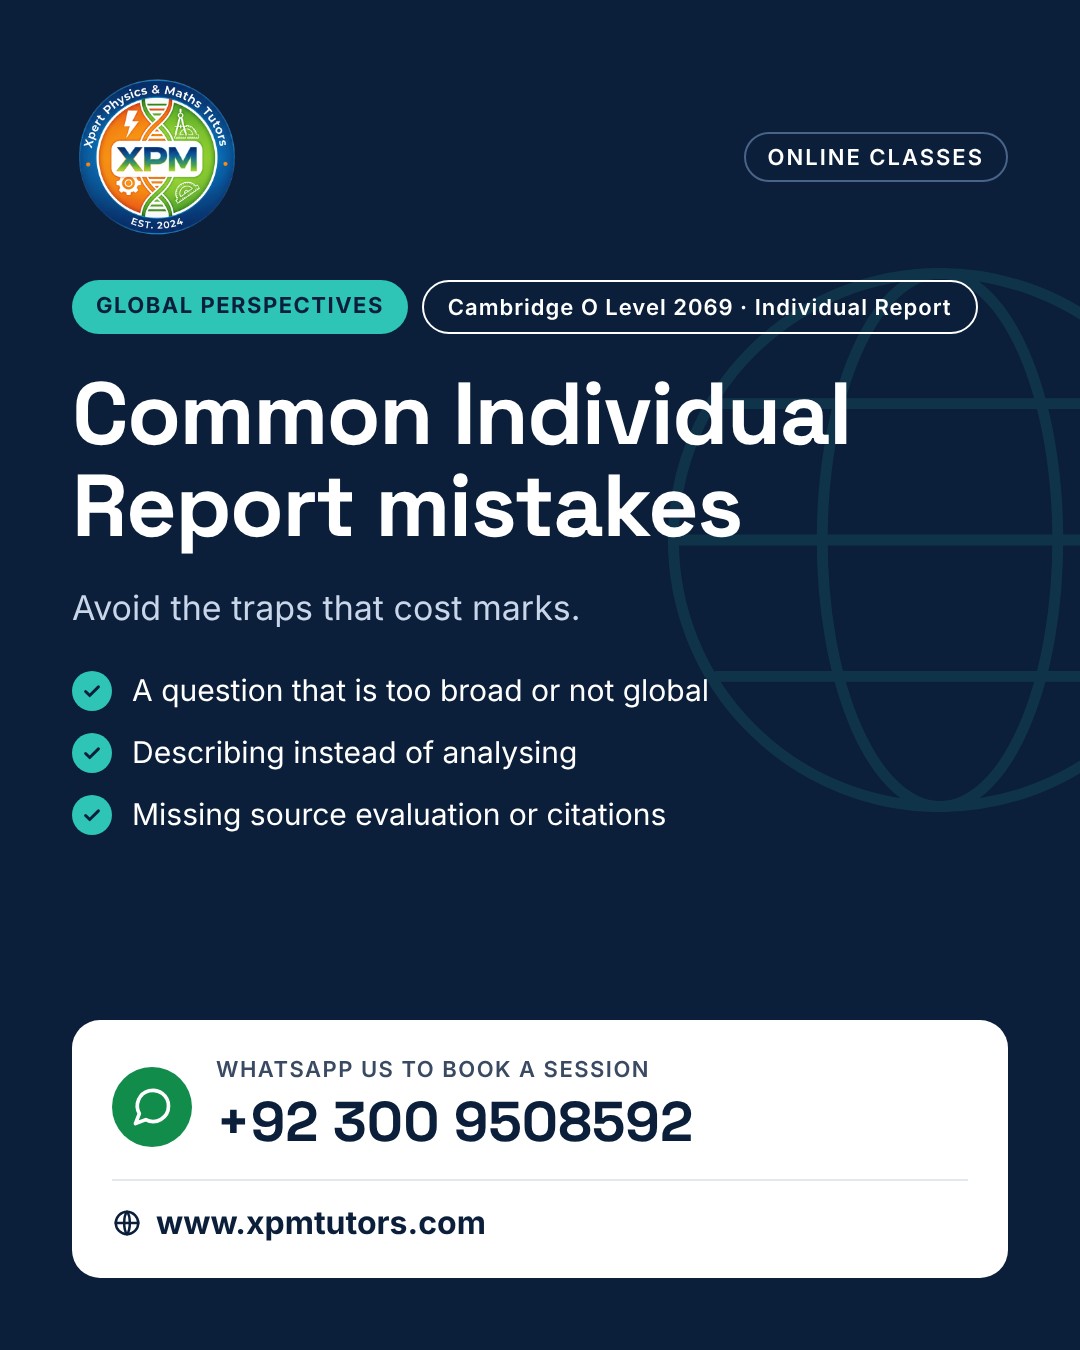 Xpert Physics & Maths Tutors
XPM
EST. 2024
ONLINE CLASSES
GLOBAL PERSPECTIVES
Cambridge O Level 2069 · Individual Report
Common Individual
Report mistakes
Avoid the traps that cost marks.
A question that is too broad or not global
Describing instead of analysing
Missing source evaluation or citations
WHATSAPP US TO BOOK A SESSION
+92 300 9508592
www.xpmtutors.com